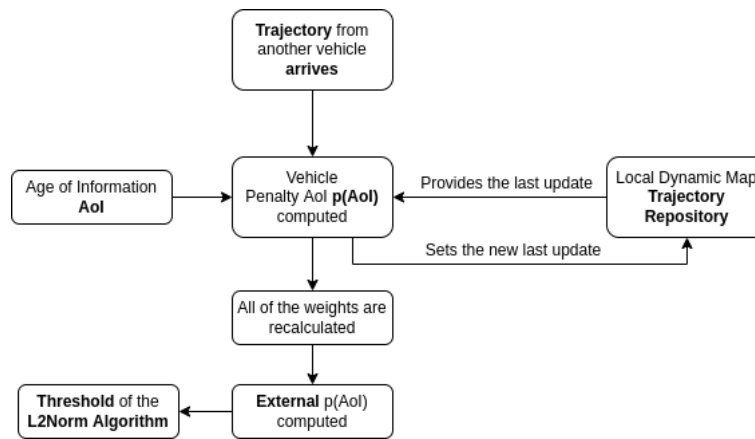 Trajectory from
another vehicle
arrives
Age of Information
AoI
Vehicle
Penalty AoI p(AoI)
computed
Provides the last update
Local Dynamic Map
Trajectory
Repository
Sets the new last update
All of the weights are
recalculated
Threshold of the
L2Norm Algorithm
External p(AoI)
computed